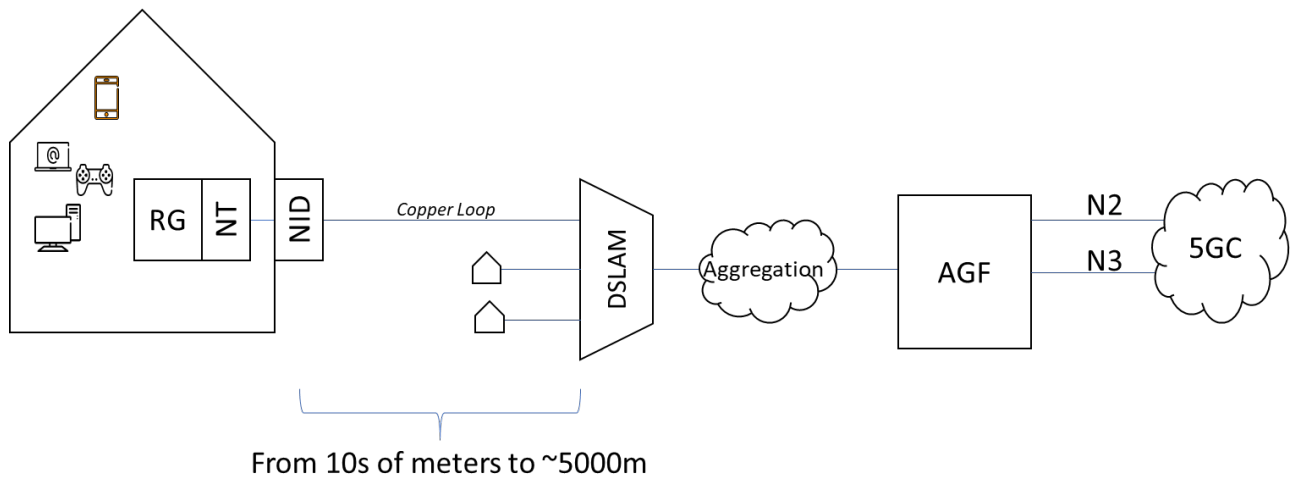 @
RG
NT
NID
Copper Loop
DSLAM
Aggregation
AGF
N2
N3
5GC
From 10s of meters to ~5000m